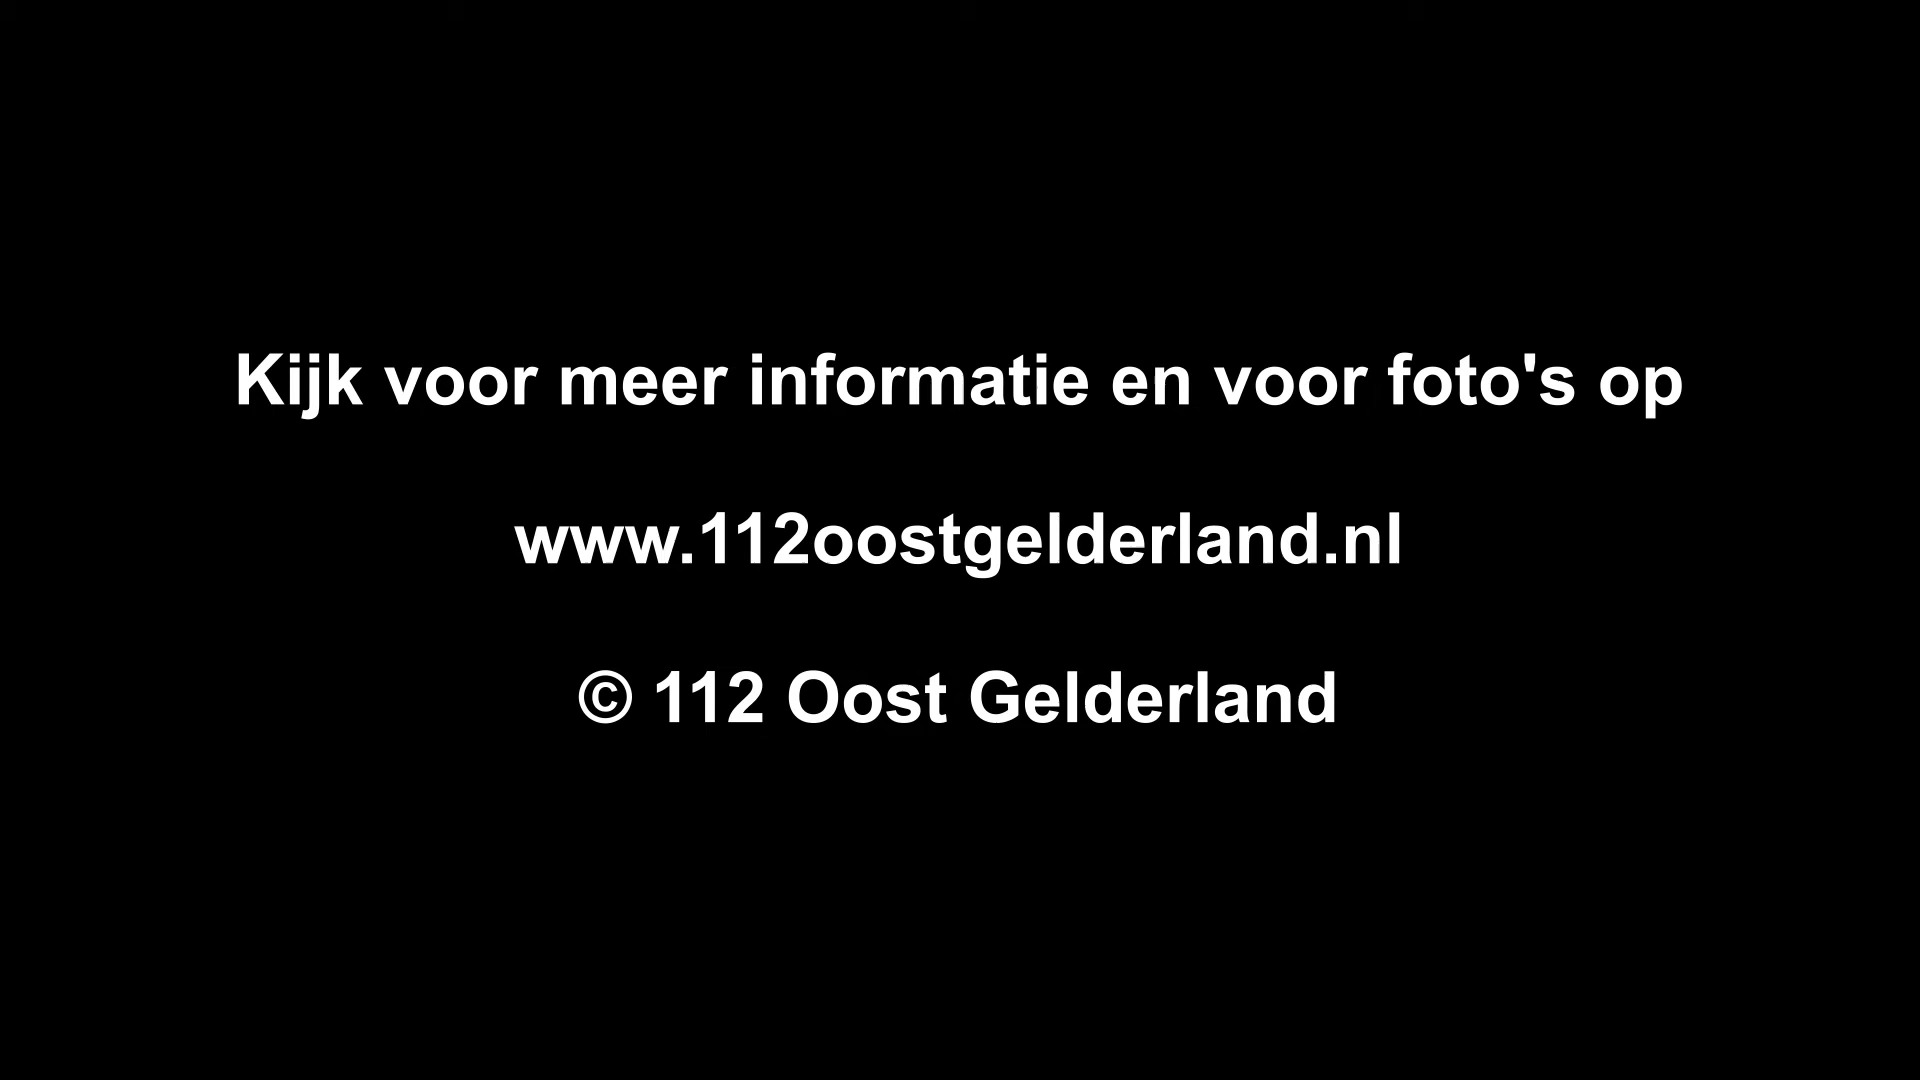 Kijk voor meer informatie en voor foto's op
www.112oostgelderland.nl
© 112 Oost Gelderland